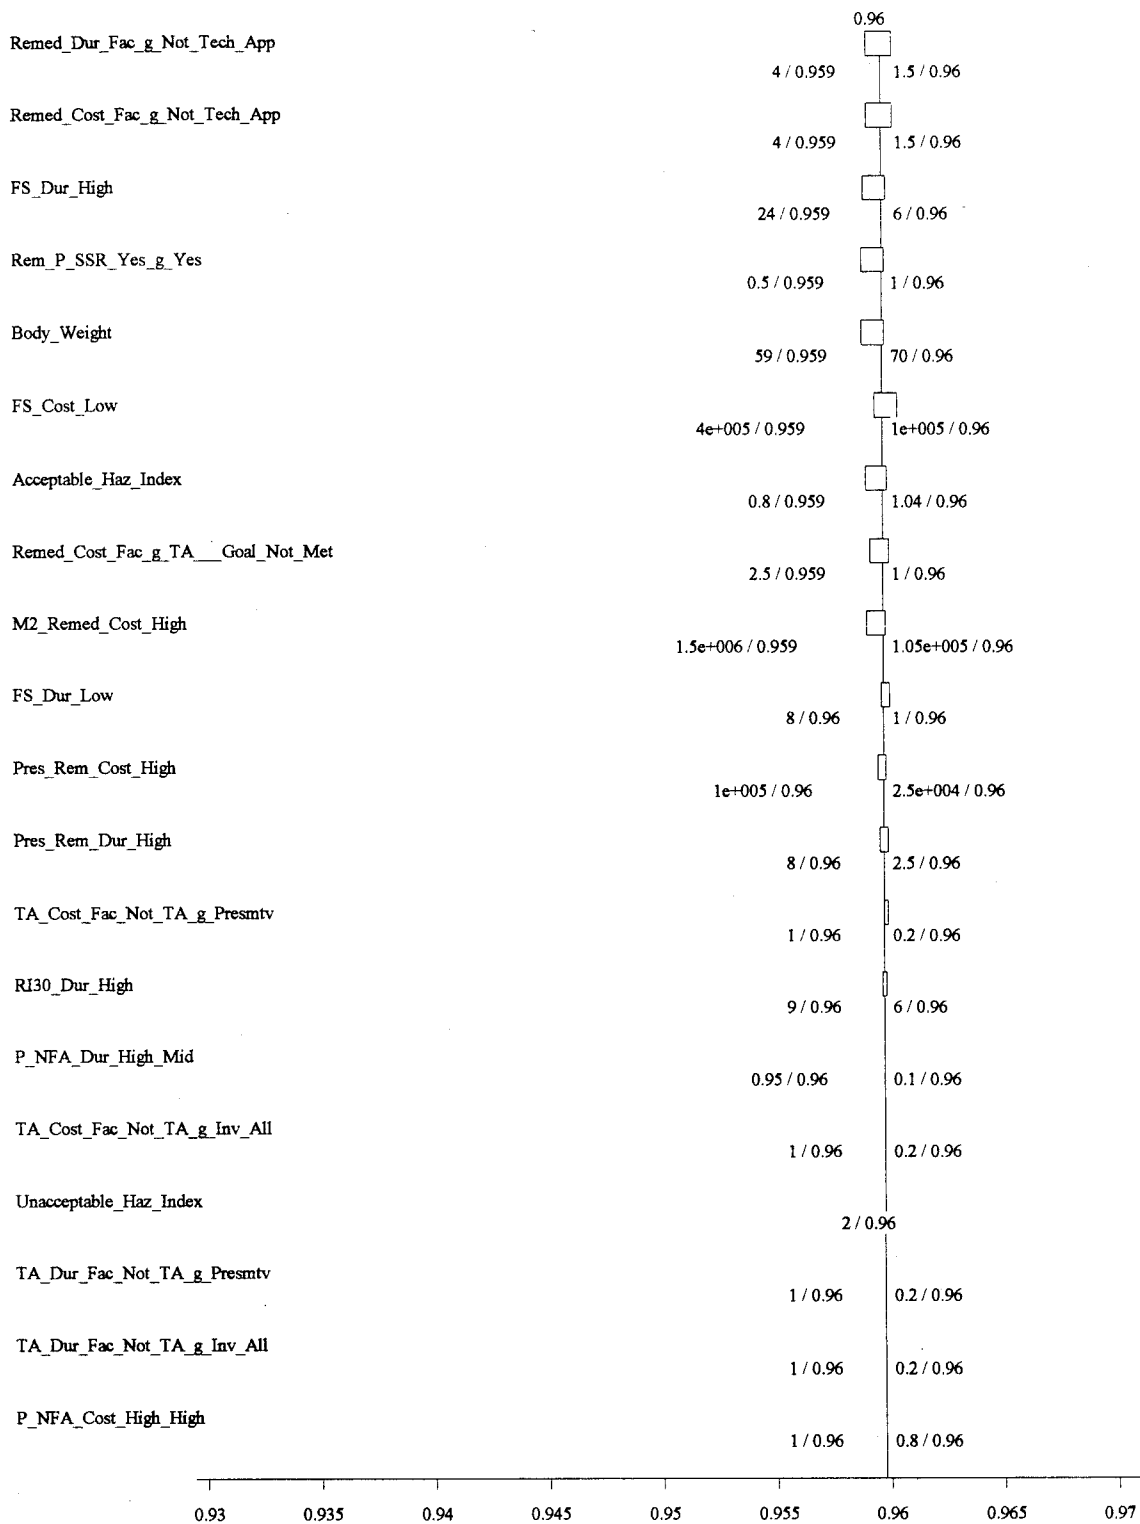 0.96
Remed_Dur_Fac_g_Not_Tech_App
4 / 0.959 1.5 / 0.96
Remed_Cost_Fac_g_Not_Tech_App
4 / 0.959 1.5 / 0.96
FS_Dur_High
24 / 0.959 6 / 0.96
Rem_P_SSR_Yes_g_Yes
0.5 / 0.959 1 / 0.96
Body_Weight
59 / 0.959 70 / 0.96
FS_Cost_Low
4e+005 / 0.959 1e+005 / 0.96
Acceptable_Haz_Index
0.8 / 0.959 1.04 / 0.96
Remed_Cost_Fac_g_TA___Goal_Not_Met
2.5 / 0.959 1 / 0.96
M2_Remed_Cost_High
1.5e+006 / 0.959 1.05e+005 / 0.96
FS_Dur_Low
8 / 0.96 1 / 0.96
Pres_Rem_Cost_High
1e+005 / 0.96 2.5e+004 / 0.96
Pres_Rem_Dur_High
8 / 0.96 2.5 / 0.96
TA_Cost_Fac_Not_TA_g_Presmtv
1 / 0.96 0.2 / 0.96
RI30_Dur_High
9 / 0.96 6 / 0.96
P_NFA_Dur_High_Mid
0.95 / 0.96 0.1 / 0.96
TA_Cost_Fac_Not_TA_g_Inv_All
1 / 0.96 0.2 / 0.96
Unacceptable_Haz_Index
2 / 0.96
TA_Dur_Fac_Not_TA_g_Presmtv
1 / 0.96 0.2 / 0.96
TA_Dur_Fac_Not_TA_g_Inv_All
1 / 0.96 0.2 / 0.96
P_NFA_Cost_High_High
1 / 0.96 0.8 / 0.96
0.93 0.935 0.94 0.945 0.95 0.955 0.96 0.965 0.97